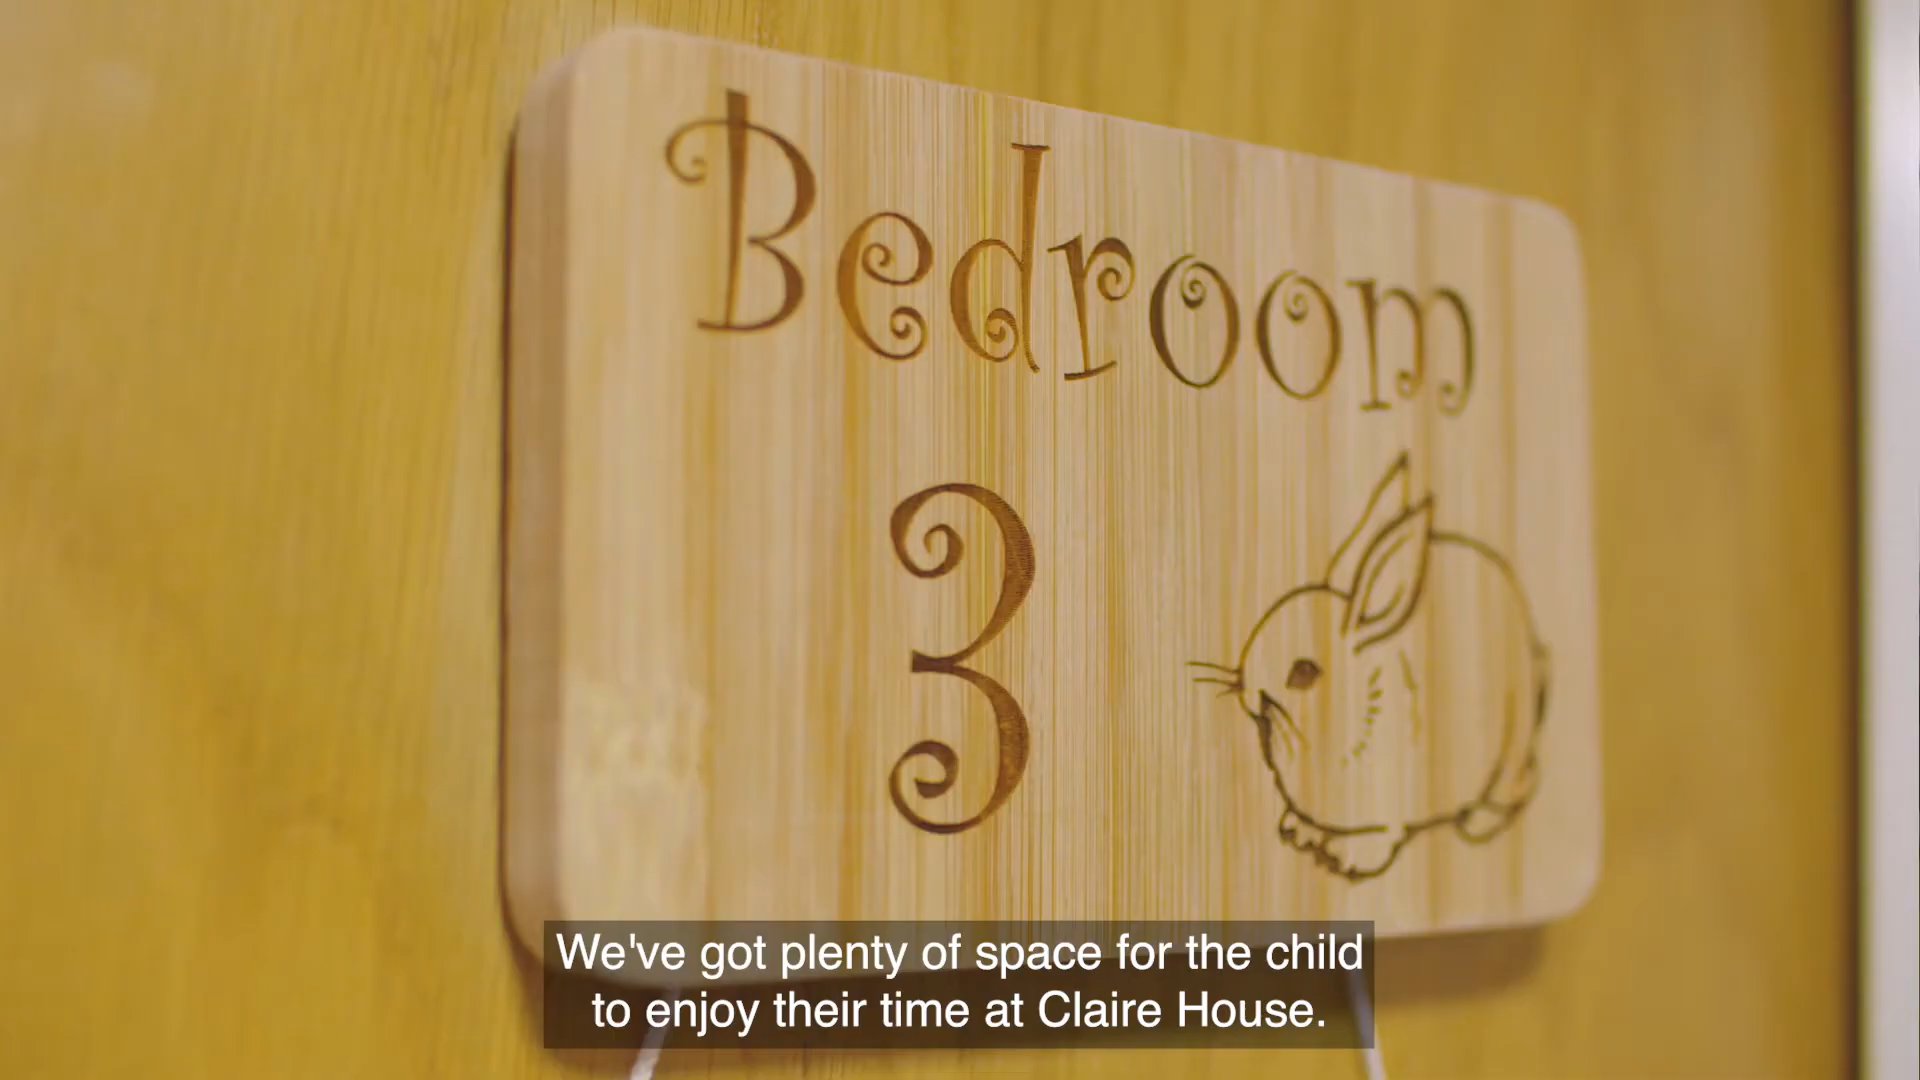 Bedroom
3
We've got plenty of space for the child
to enjoy their time at Claire House.